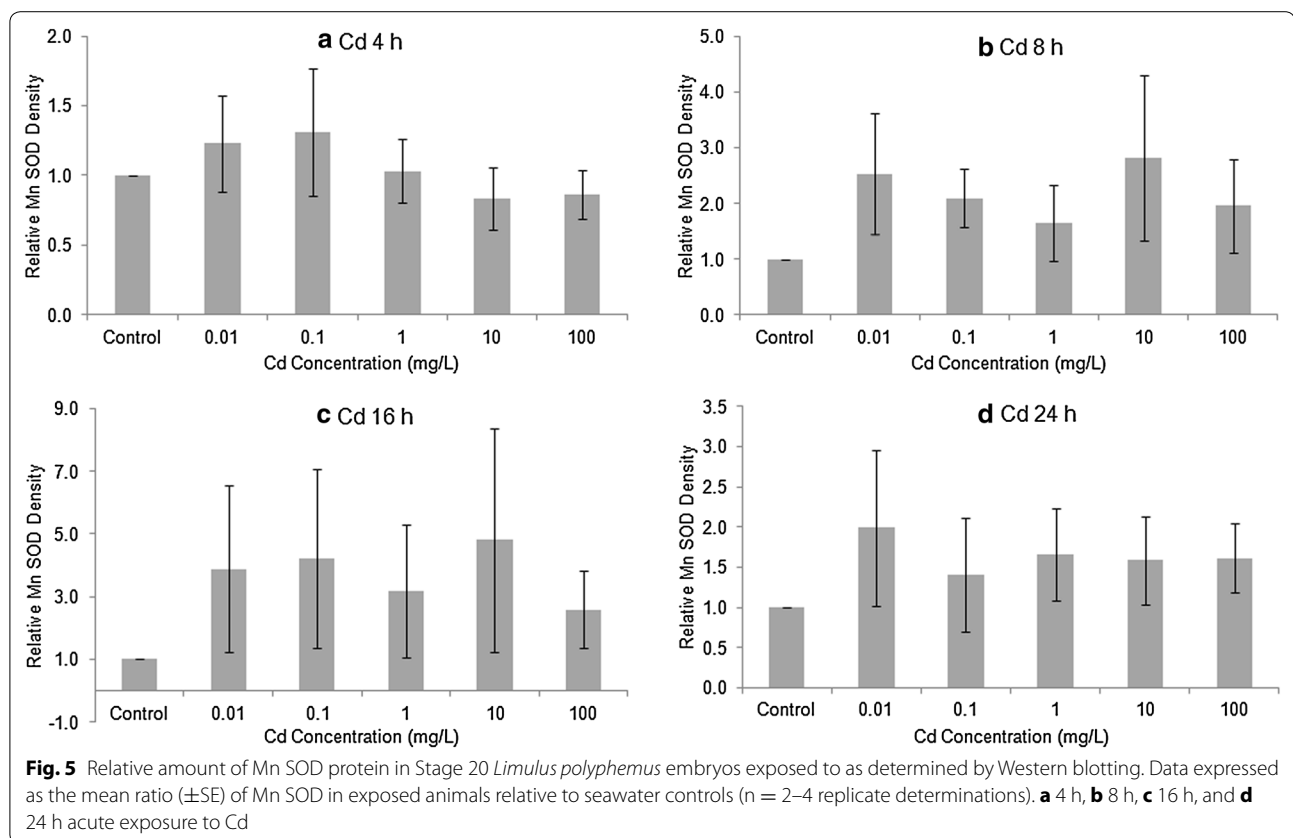 a Cd 4 h
2.0
1.5
1.0
0.5
0.0
Relative Mn SOD Density
Control 0.01 0.1 1 10 100
Cd Concentration (mg/L)
b Cd 8 h
5.0
4.0
3.0
2.0
1.0
0.0
Relative Mn SOD Density
Control 0.01 0.1 1 10 100
Cd Concentration (mg/L)
c Cd 16 h
9.0
7.0
5.0
3.0
1.0
-1.0
Relative Mn SOD Density
Control 0.01 0.1 1 10 100
Cd Concentration (mg/L)
d Cd 24 h
3.5
3.0
2.5
2.0
1.5
1.0
0.5
0.0
Relative Mn SOD Density
Control 0.01 0.1 1 10 100
Cd Concentration (mg/L)
Fig. 5 Relative amount of Mn SOD protein in Stage 20 Limulus polyphemus embryos exposed to as determined by Western blotting. Data expressed
as the mean ratio (±SE) of Mn SOD in exposed animals relative to seawater controls (n = 2–4 replicate determinations). a 4 h, b 8 h, c 16 h, and d
24 h acute exposure to Cd